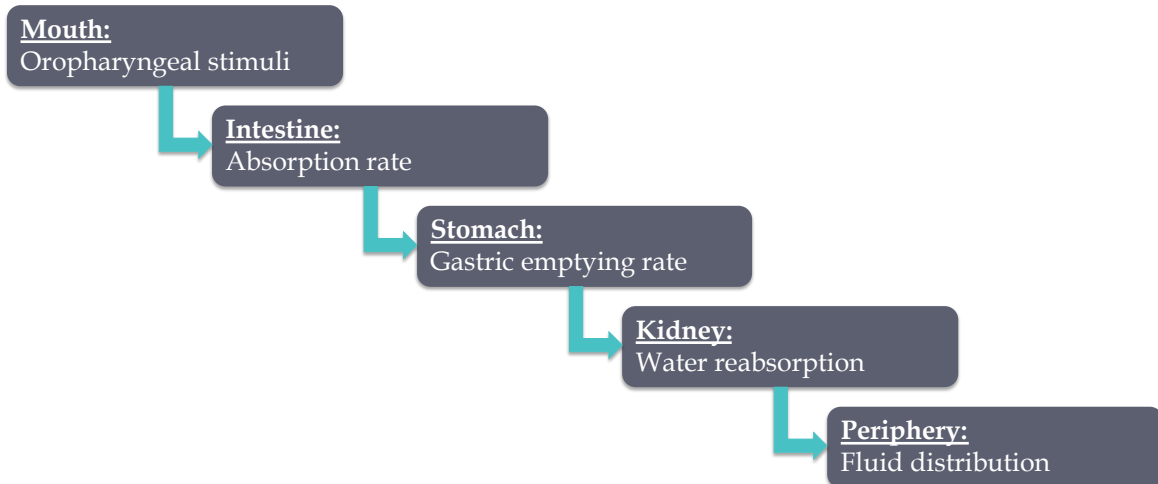 Mouth:
Oropharyngeal stimuli
Intestine:
Absorption rate
Stomach:
Gastric emptying rate
Kidney:
Water reabsorption
Periphery:
Fluid distribution